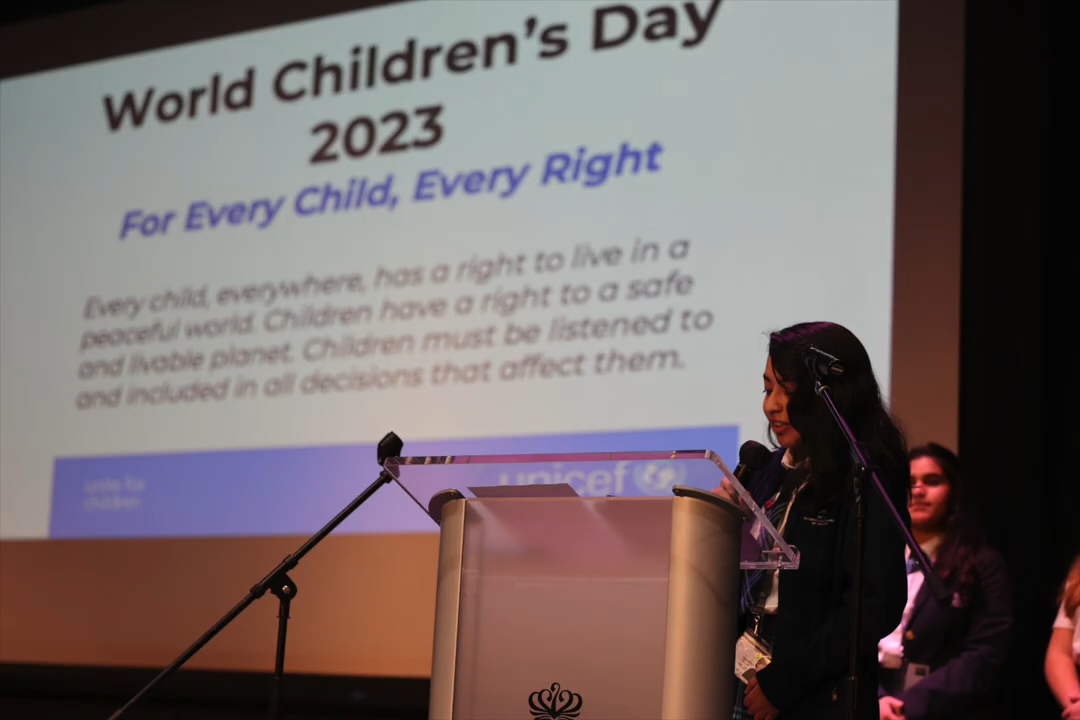 World Children's Day
2023
For Every Child, Every Right
Every child, everywhere, has a right to live in a
peaceful world. Children have a right to a safe
and livable planet. Children must be listened to
and included in all decisions that affect them.
unite for
children
unicef